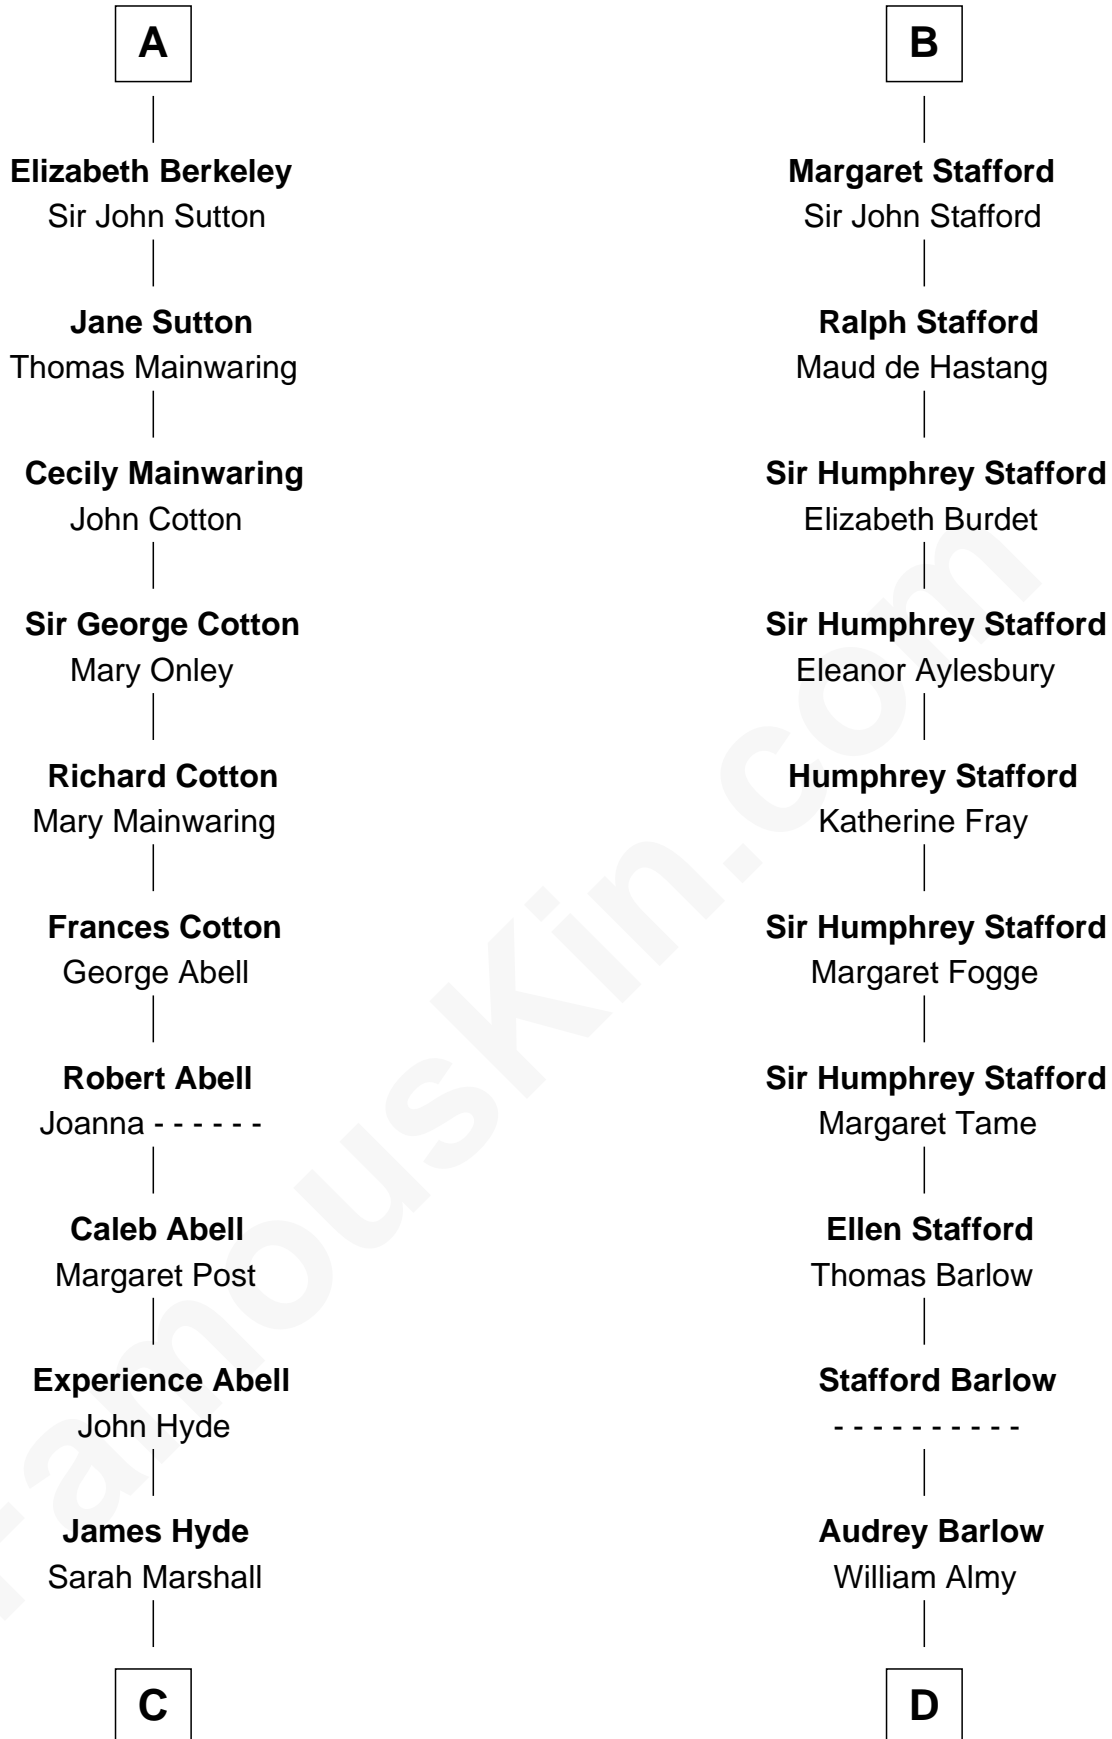 A
Elizabeth Berkeley
Sir John Sutton
Jane Sutton
Thomas Mainwaring
Cecily Mainwaring
John Cotton
Sir George Cotton
Mary Onley
Richard Cotton
Mary Mainwaring
Frances Cotton
George Abell
Robert Abell
Joanna - - - - - -
Caleb Abell
Margaret Post
Experience Abell
John Hyde
James Hyde
Sarah Marshall
C
B
Margaret Stafford
Sir John Stafford
Ralph Stafford
Maud de Hastang
Sir Humphrey Stafford
Elizabeth Burdet
Sir Humphrey Stafford
Eleanor Aylesbury
Humphrey Stafford
Katherine Fray
Sir Humphrey Stafford
Margaret Fogge
Sir Humphrey Stafford
Margaret Tame
Ellen Stafford
Thomas Barlow
Stafford Barlow
- - - - - - - - - -
Audrey Barlow
William Almy
D
FamousKin.com